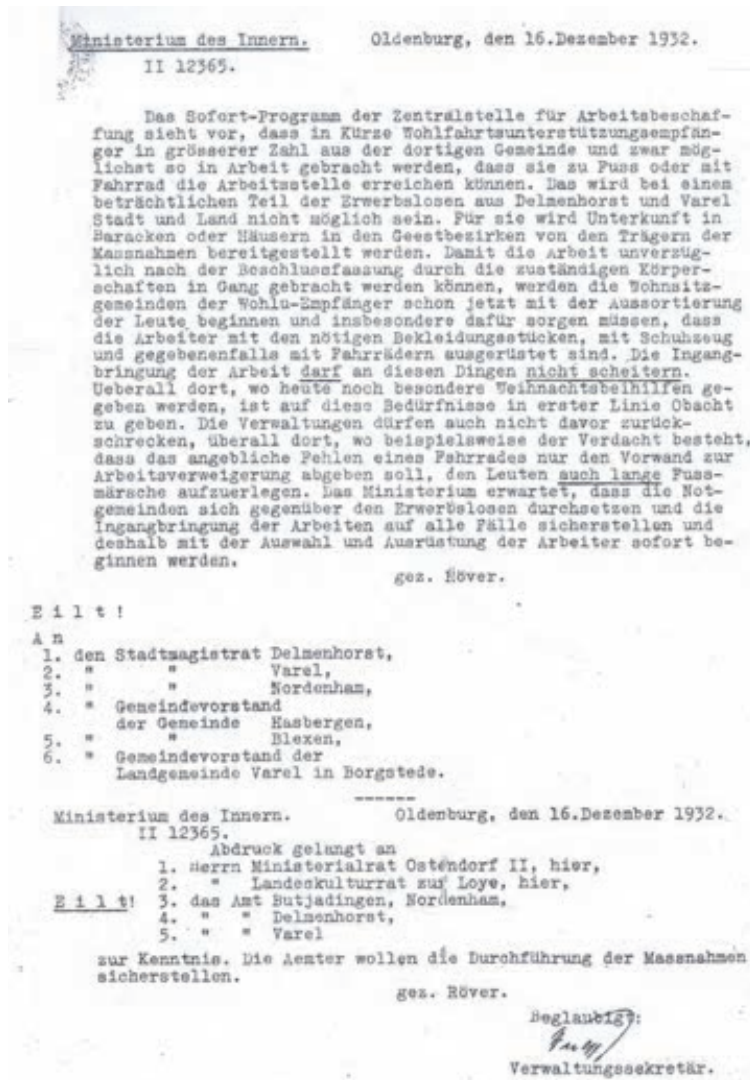 Ministerium des Innern. Oldenburg, den 16.Dezember 1932.
II 12365.
Das Sofort-Programm der Zentralstelle für Arbeitsbeschaf-
fung sieht vor, dass in Kürze Wohlfahrtsunterstützungsempfän-
ger in grösserer Zahl aus der dortigen Gemeinde und zwar mög-
lichst so in Arbeit gebracht werden, dass sie zu Fuss oder mit
Fahrrad die Arbeitsstelle erreichen können. Das wird bei einem
beträchtlichen Teil der Erwerbslosen aus Delmenhorst und Varel
Stadt und Land nicht möglich sein. Für sie wird Unterkunft in
Baracken oder Häusern in den Geestbezirken von den Trägern der
Massnahmen bereitgestellt werden. Damit die Arbeit unverzüg-
lich nach der Beschlussfassung durch die zuständigen Körper-
schaften in Gang gebracht werden können, werden die Wohnsitz-
gemeinden der Wohlu-Empfänger schon jetzt mit der Aussortierung
der Leute beginnen und insbesondere dafür sorgen müssen, dass
die Arbeiter mit den nötigen Bekleidungsstücken, mit Schuhzeug
und gegebenenfalls mit Fahrrädern ausgerüstet sind. Die Ingang-
bringung der Arbeit darf an diesen Dingen nicht scheitern.
Ueberall dort, wo heute noch besondere Weihnachtsbeihilfen ge-
geben werden, ist auf diese Bedürfnisse in erster Linie Obacht
zu geben. Die Verwaltungen dürfen auch nicht davor zurück-
schrecken, überall dort, wo beispielsweise der Verdacht besteht,
dass das angebliche Fehlen eines Fahrrades nur den Vorwand zur
Arbeitsverweigerung abgeben soll, den Leuten auch lange Fuss-
märsche aufzuerlegen. Das Ministerium erwartet, dass die Not-
gemeinden sich gegenüber den Erwerbslosen durchsetzen und die
Ingangbringung der Arbeiten auf alle Fälle sicherstellen und
deshalb mit der Auswahl und Ausrüstung der Arbeiter sofort be-
ginnen werden.
gez. Röver.
E i l t !
A n
1. den Stadtmagistrat Delmenhorst,
2. " " Varel,
3. " " Nordenham,
4. " Gemeindevorstand
der Gemeinde Hasbergen,
5. " " Blexen,
6. " Gemeindevorstand der
Landgemeinde Varel in Borgstede.
------
Ministerium des Innern. Oldenburg, den 16.Dezember 1932.
II 12365.
Abdruck gelangt an
1. Herrn Ministerialrat Ostendorf II, hier,
2. " Landeskulturrat zur Loye, hier,
E i l t! 3. das Amt Butjadingen, Nordenham,
4. " " Delmenhorst,
5. " " Varel
zur Kenntnis. Die Aemter wollen die Durchführung der Massnahmen
sicherstellen.
gez. Röver.
Beglaubigt:
Verwaltungssekretär.